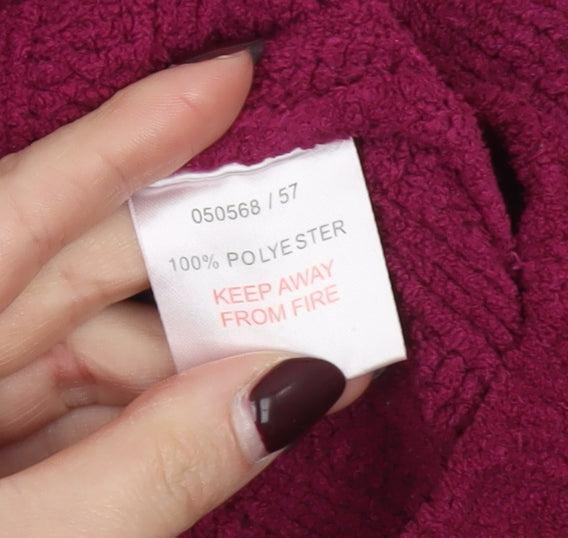 050568 / 57
100% POLYESTER
KEEP AWAY
FROM FIRE